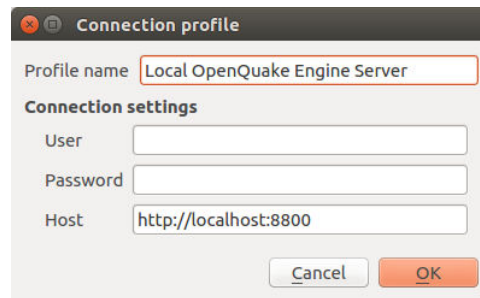 Connection profile
Profile name Local OpenQuake Engine Server
Connection settings
User
Password
Host http://localhost:8800
Cancel OK